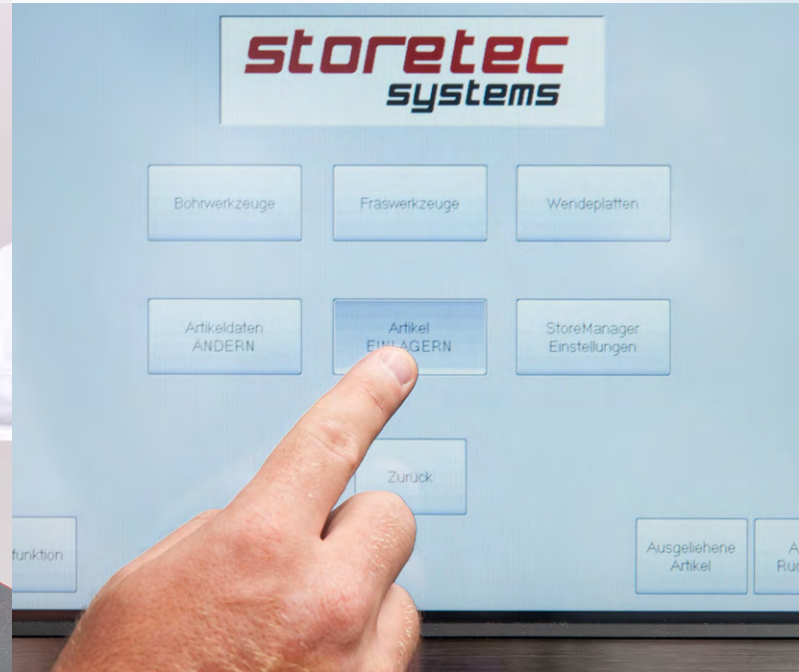 storetec
systems
Bohrwerkzeuge
Fräswerkzeuge
Wendeplatten
Artikeldaten
ÄNDERN
Artikel
EINLAGERN
StoreManager
Einstellungen
Zurück
funktion
Ausgeliehene
Artikel